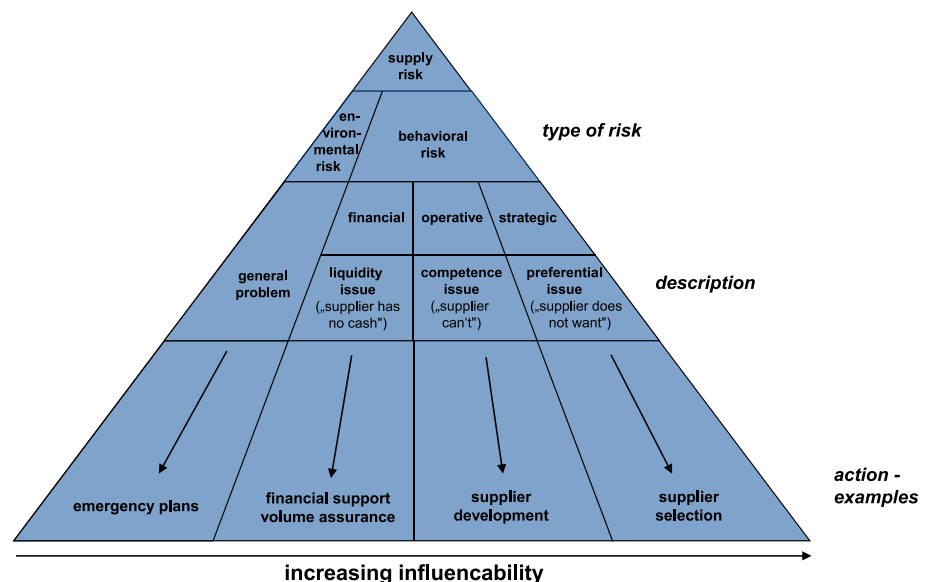 supply
risk
en-
viron-
mental
risk
behavioral
risk
type of risk
financial
operative
strategic
general
problem
liquidity
issue
(„supplier has
no cash")
competence
issue
(„supplier
can‘t")
preferential
issue
(„supplier does
not want")
description
emergency plans
financial support
volume assurance
supplier
development
supplier
selection
action -
examples
increasing influencability